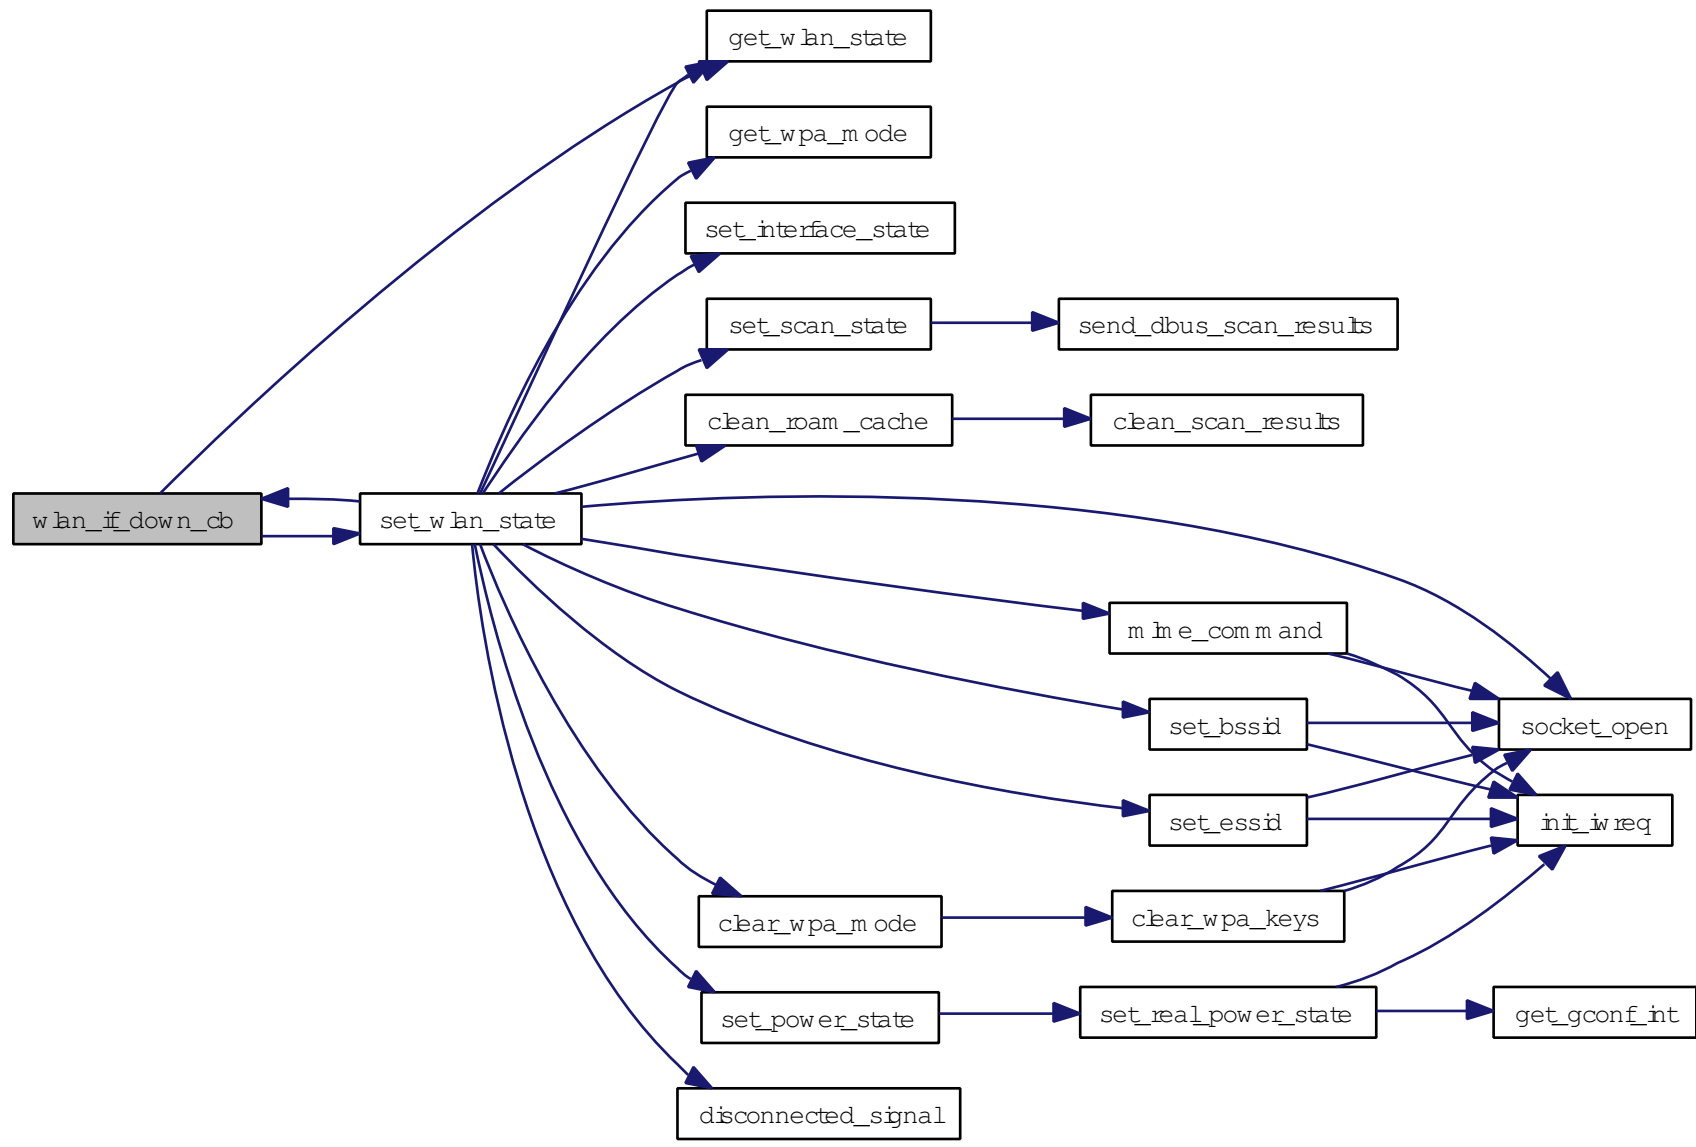 get_wlan_state
get_wpa_mode
set_interface_state
set_scan_state
send_dbus_scan_results
clean_roam_cache
clean_scan_results
wlan_if_down_cb
set_wlan_state
mlme_command
set_bssid
socket_open
set_essid
init_iwreq
clear_wpa_mode
clear_wpa_keys
set_power_state
set_real_power_state
get_gconf_int
disconnected_signal